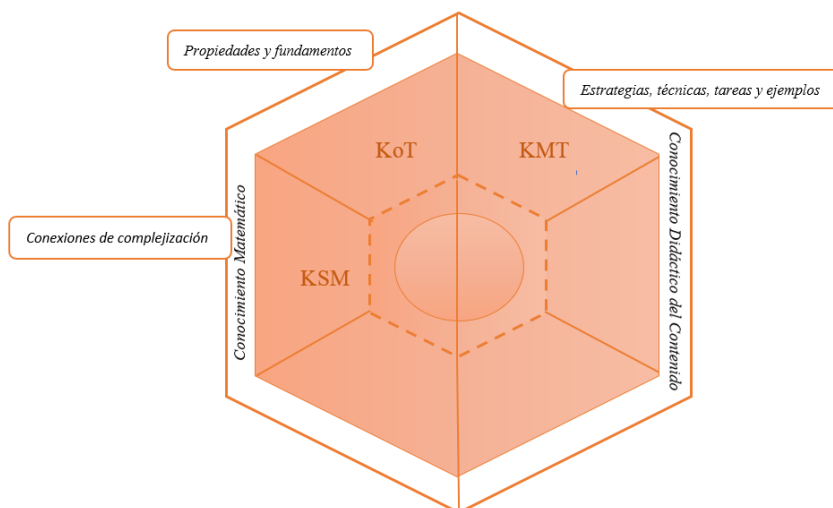 Propiedades y fundamentos
Estrategias, técnicas, tareas y ejemplos
KoT
KMT
Conexiones de complejización
KSM
Conocimiento Matemático
Conocimiento Didáctico del Contenido